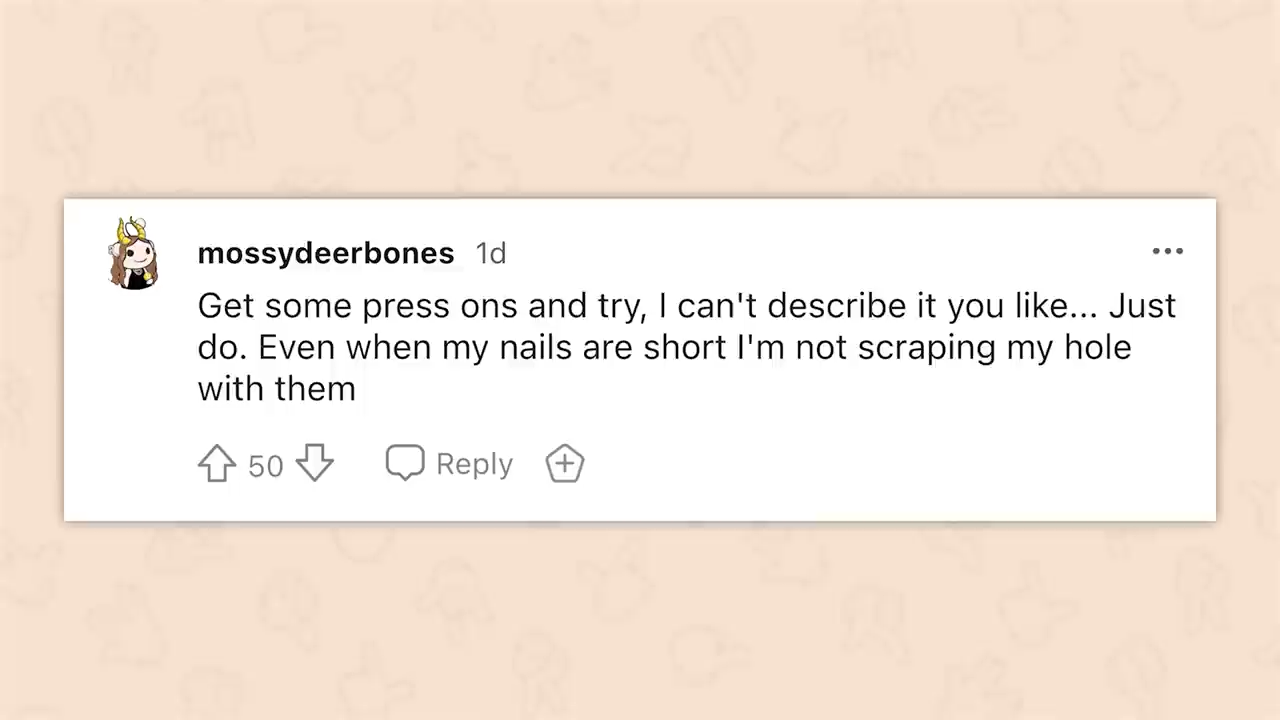 mossydeerbones 1d
Get some press ons and try, I can't describe it you like... Just
do. Even when my nails are short I'm not scraping my hole
with them
50 Reply